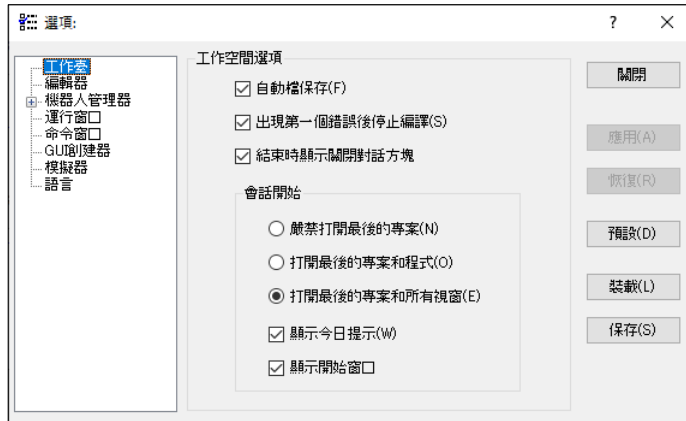 選項:
?
工作臺
編輯器
機器人管理器
運行窗口
命令窗口
GUI創建器
模擬器
語言
工作空間選項
自動檔保存(F)
出現第一個錯誤後停止編譯(S)
結束時顯示關閉對話方塊
會話開始
嚴禁打開最後的專案(N)
打開最後的專案和程式(O)
打開最後的專案和所有視窗(E)
顯示今日提示(W)
顯示開始窗口
關閉
應用(A)
恢復(R)
預設(D)
裝載(L)
保存(S)